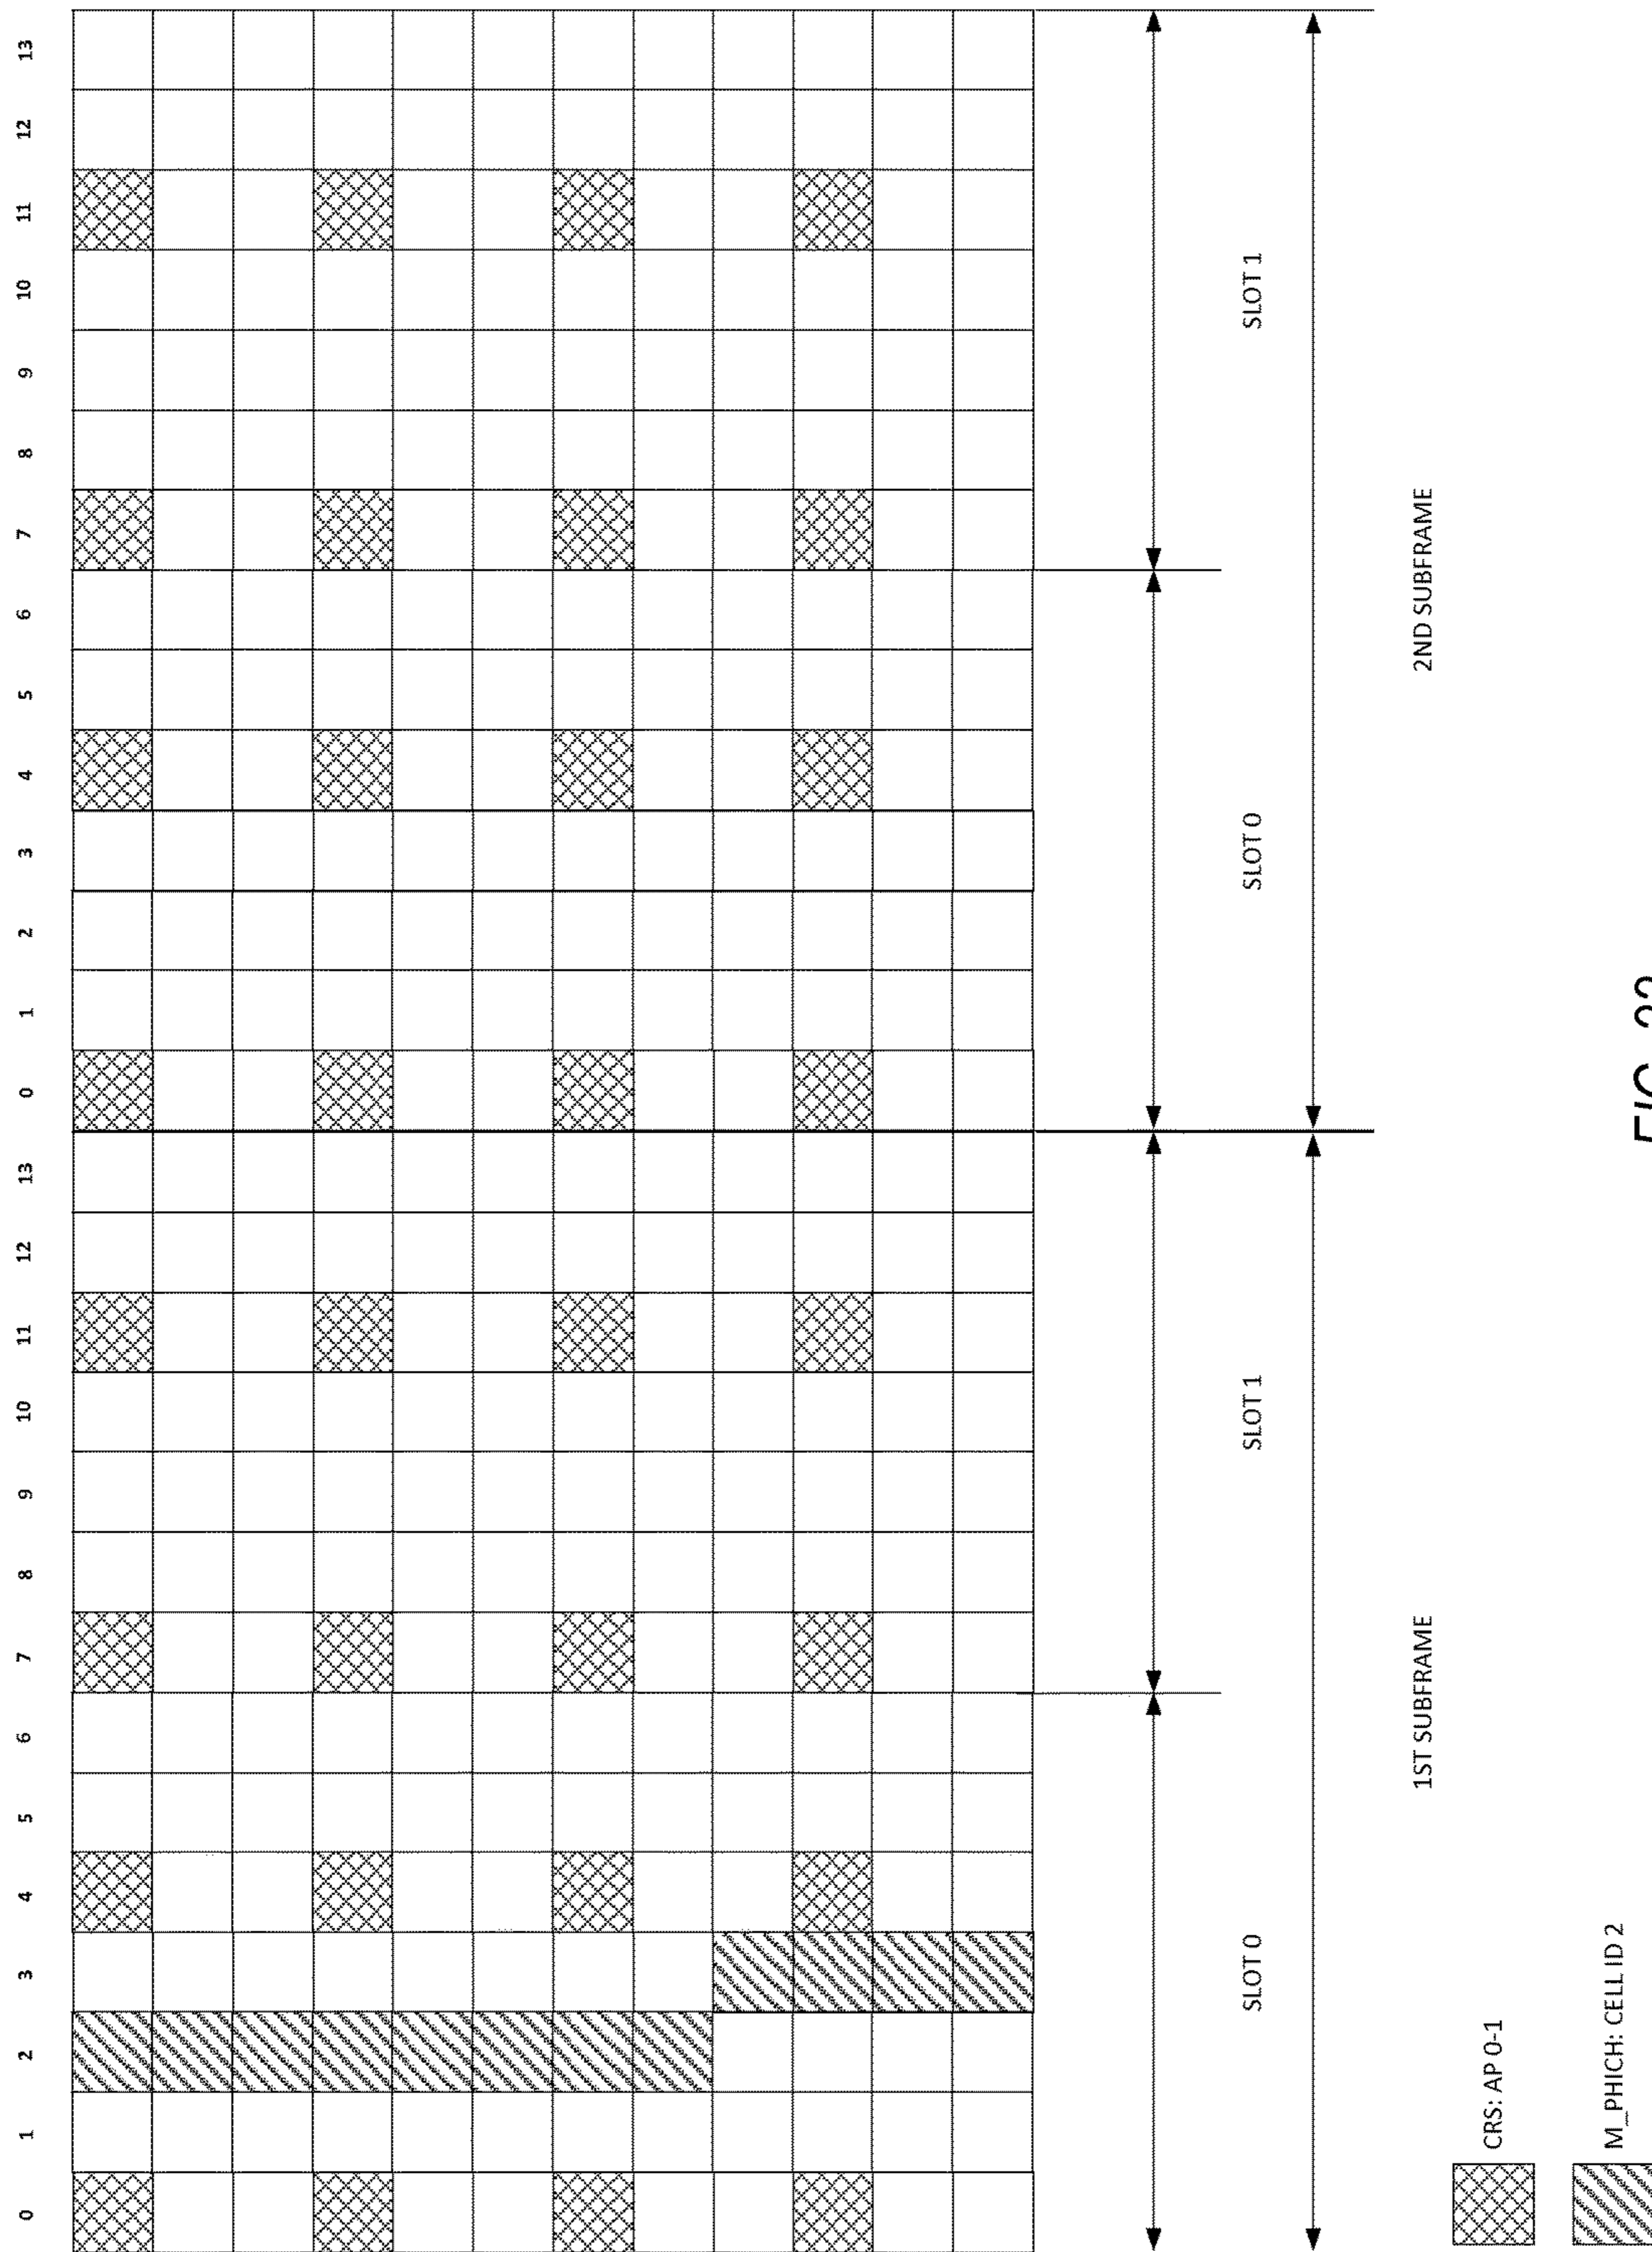 0 1 2 3 4 5 6 7 8 9 10 11 12 13 0 1 2 3 4 5 6 7 8 9 10 11 12 13
SLOT 0 SLOT 1 SLOT 0 SLOT 1
1ST SUBFRAME 2ND SUBFRAME
CRS: AP 0-1
M_PHICH: CELL ID 2
FIG.